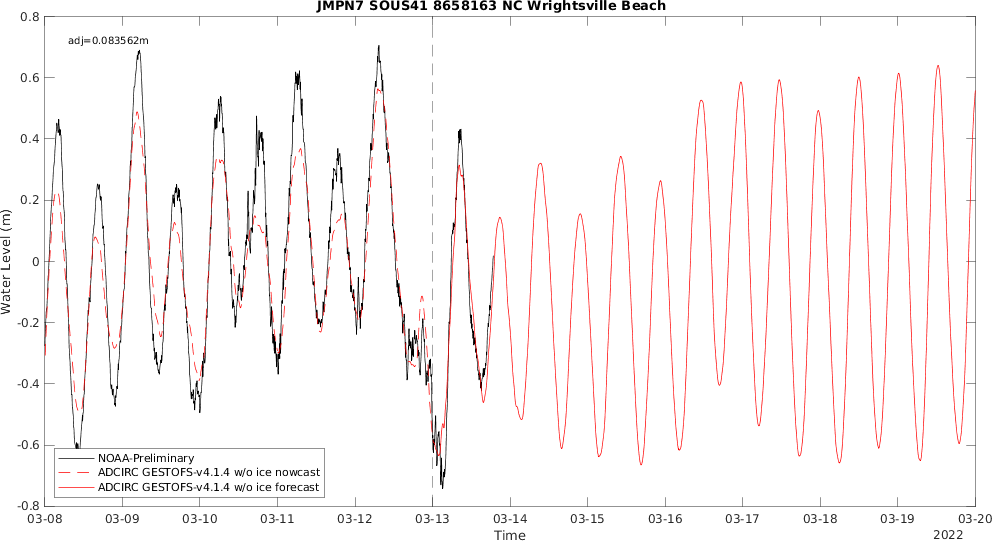 JMPN7 SOUS41 8658163 NC Wrightsville Beach
adj=0.083562m
0.8
0.6
0.4
0.2
0
-0.2
-0.4
-0.6
-0.8
Water Level (m)
NOAA-Preliminary
ADCIRC GESTOFS-v4.1.4 w/o ice nowcast
ADCIRC GESTOFS-v4.1.4 w/o ice forecast
03-08 03-09 03-10 03-11 03-12 03-13 03-14 03-15 03-16 03-17 03-18 03-19 03-20
Time
2022